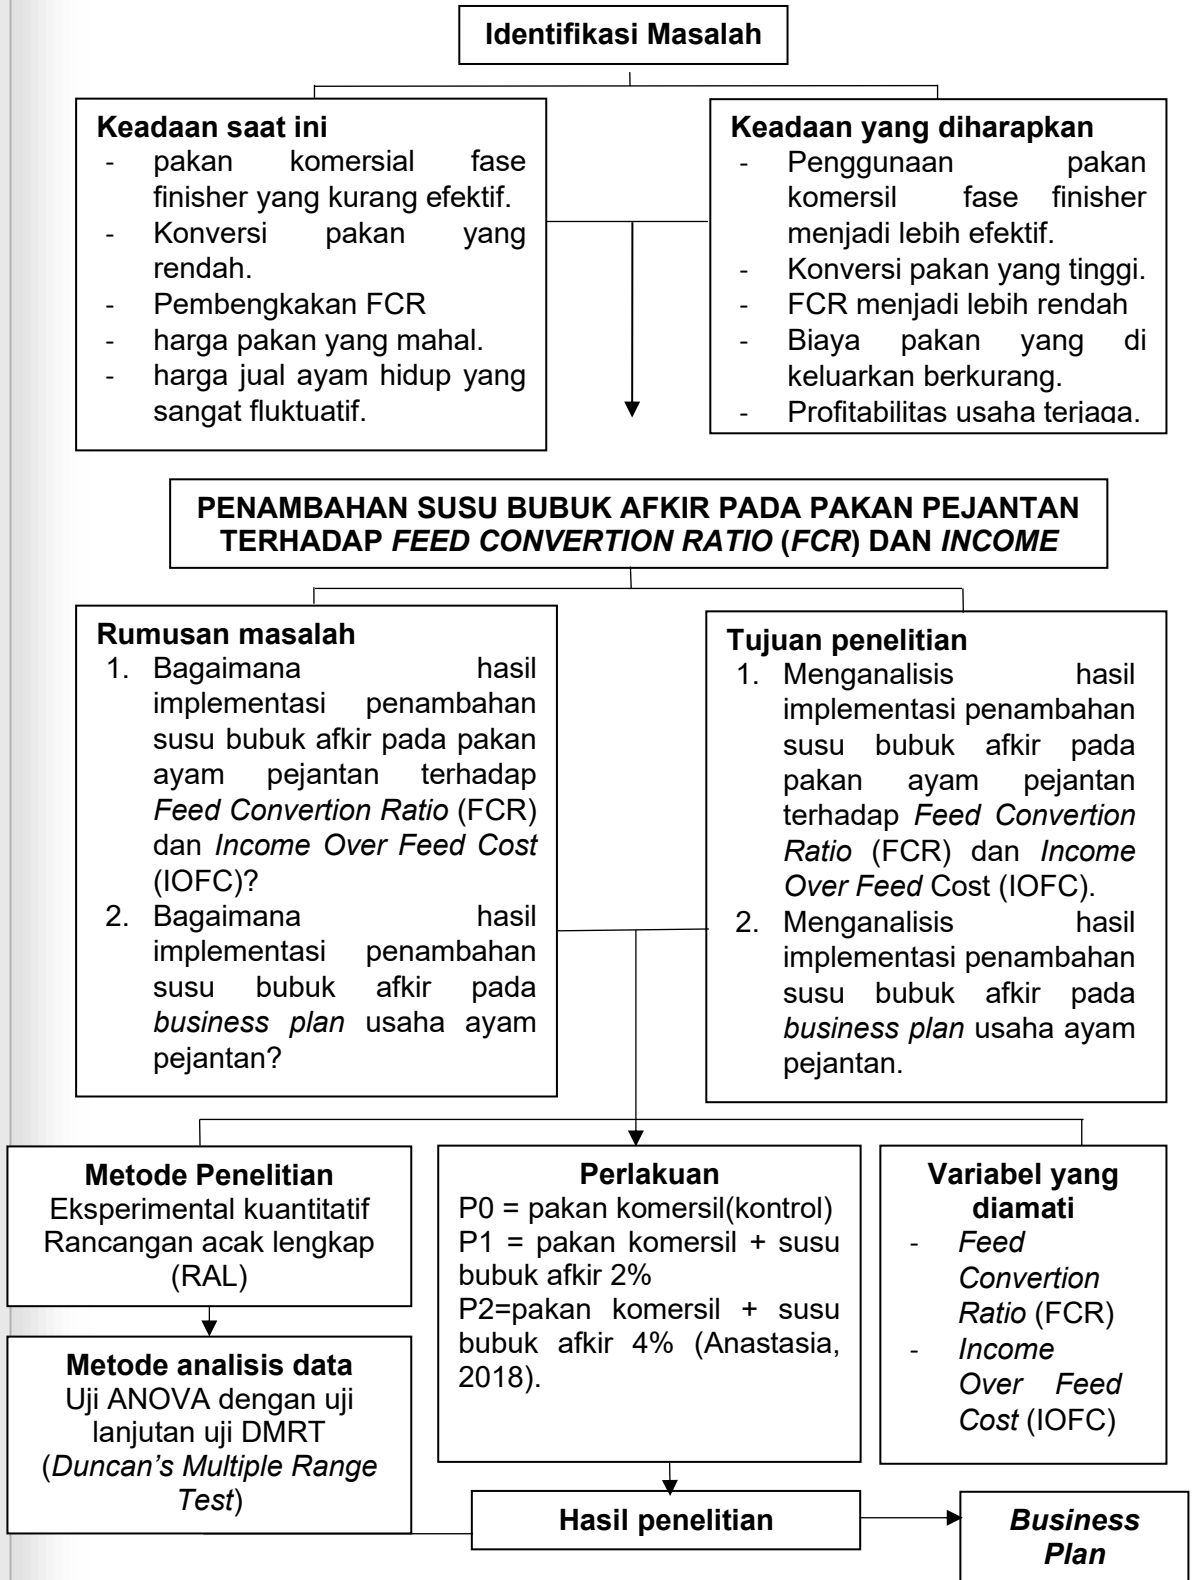 Identifikasi Masalah
Keadaan saat ini
- pakan komersial fase
finisher yang kurang efektif.
- Konversi pakan yang
rendah.
- Pembengkakan FCR
- harga pakan yang mahal.
- harga jual ayam hidup yang
sangat fluktuatif.
Keadaan yang diharapkan
- Penggunaan pakan
komersil fase finisher
menjadi lebih efektif.
- Konversi pakan yang tinggi.
- FCR menjadi lebih rendah
- Biaya pakan yang di
keluarkan berkurang.
- Profitabilitas usaha terjaga.
PENAMBAHAN SUSU BUBUK AFKIR PADA PAKAN PEJANTAN
TERHADAP FEED CONVERTION RATIO (FCR) DAN INCOME
Rumusan masalah
1. Bagaimana hasil
implementasi penambahan
susu bubuk afkir pada pakan
ayam pejantan terhadap
Feed Convertion Ratio (FCR)
dan Income Over Feed Cost
(IOFC)?
2. Bagaimana hasil
implementasi penambahan
susu bubuk afkir pada
business plan usaha ayam
pejantan?
Tujuan penelitian
1. Menganalisis hasil
implementasi penambahan
susu bubuk afkir pada
pakan ayam pejantan
terhadap Feed Convertion
Ratio (FCR) dan Income
Over Feed Cost (IOFC).
2. Menganalisis hasil
implementasi penambahan
susu bubuk afkir pada
business plan usaha ayam
pejantan.
Metode Penelitian
Eksperimental kuantitatif
Rancangan acak lengkap
(RAL)
Metode analisis data
Uji ANOVA dengan uji
lanjutan uji DMRT
(Duncan’s Multiple Range
Test)
Perlakuan
P0 = pakan komersil(kontrol)
P1 = pakan komersil + susu
bubuk afkir 2%
P2=pakan komersil + susu
bubuk afkir 4% (Anastasia,
2018).
Variabel yang
diamati
- Feed
Convertion
Ratio (FCR)
- Income
Over Feed
Cost (IOFC)
Hasil penelitian
Business
Plan